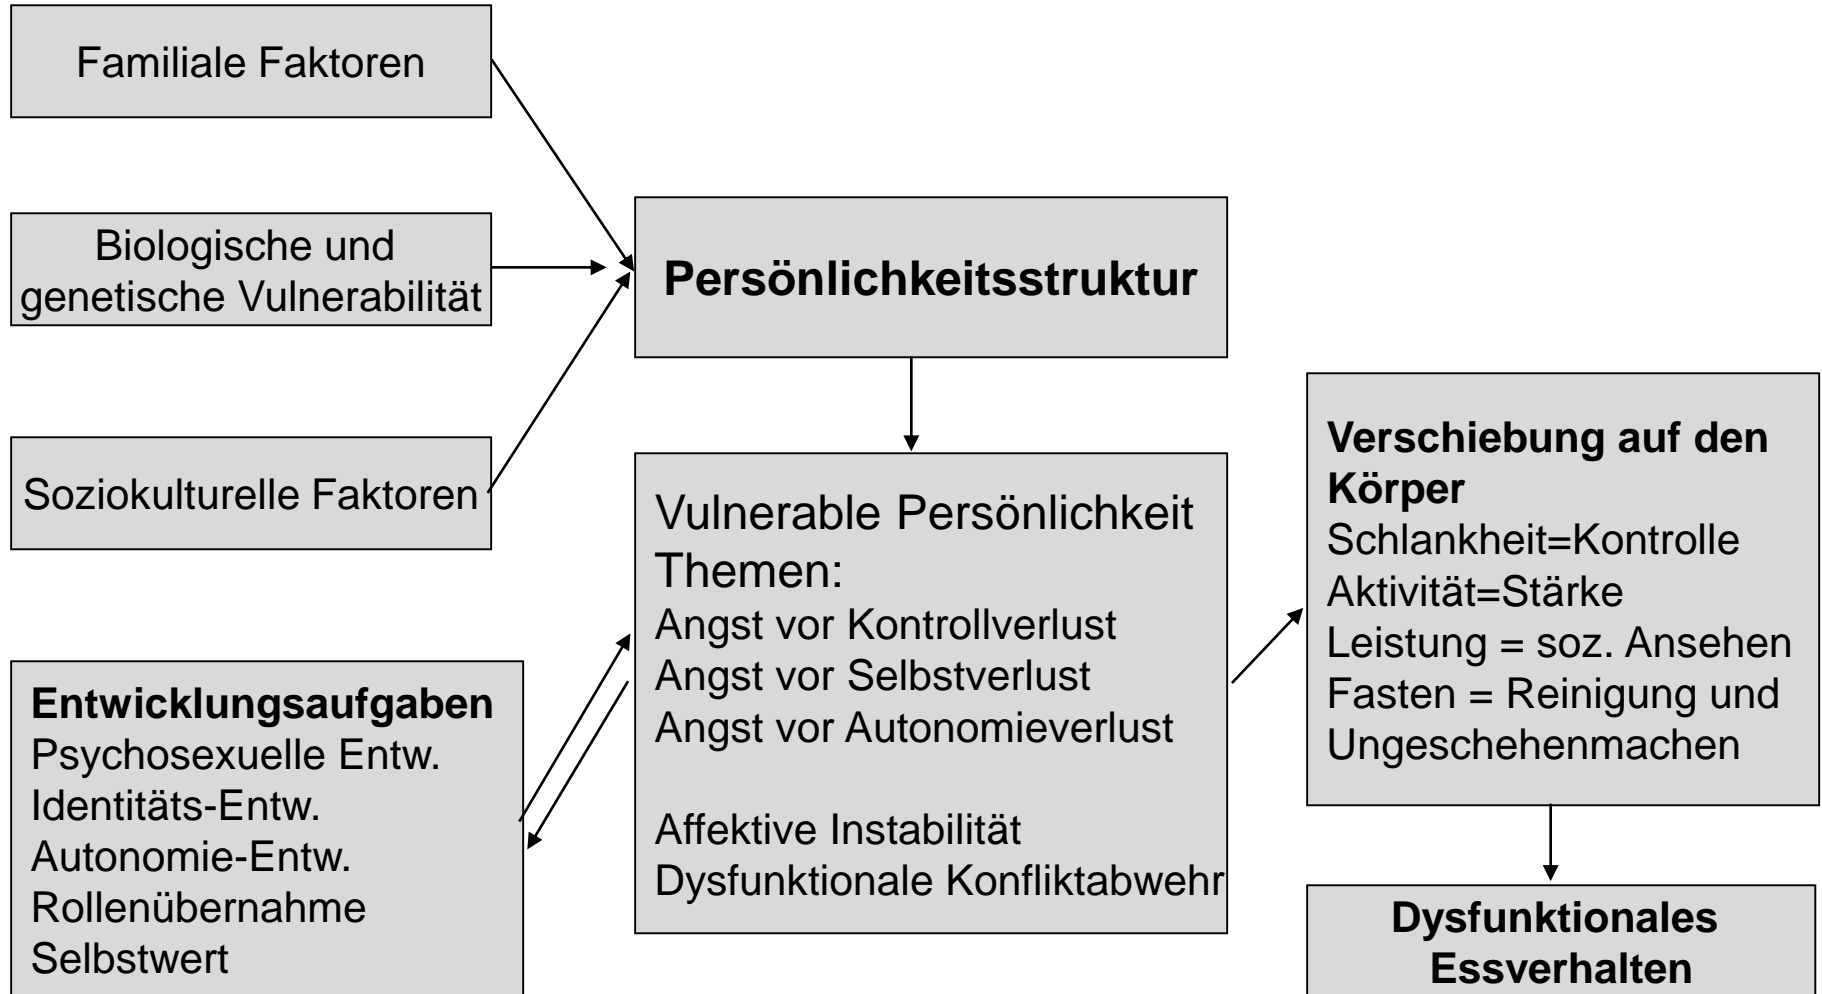 Familiale Faktoren
Biologische und
genetische Vulnerabilität
Soziokulturelle Faktoren
Persönlichkeitsstruktur
Entwicklungsaufgaben
Psychosexuelle Entw.
Identitäts-Entw.
Autonomie-Entw.
Rollenübernahme
Selbstwert
Vulnerable Persönlichkeit
Themen:
Angst vor Kontrollverlust
Angst vor Selbstverlust
Angst vor Autonomieverlust
Affektive Instabilität
Dysfunktionale Konfliktabwehr
Verschiebung auf den
Körper
Schlankheit=Kontrolle
Aktivität=Stärke
Leistung = soz. Ansehen
Fasten = Reinigung und
Ungeschehenmachen
Dysfunktionales
Essverhalten